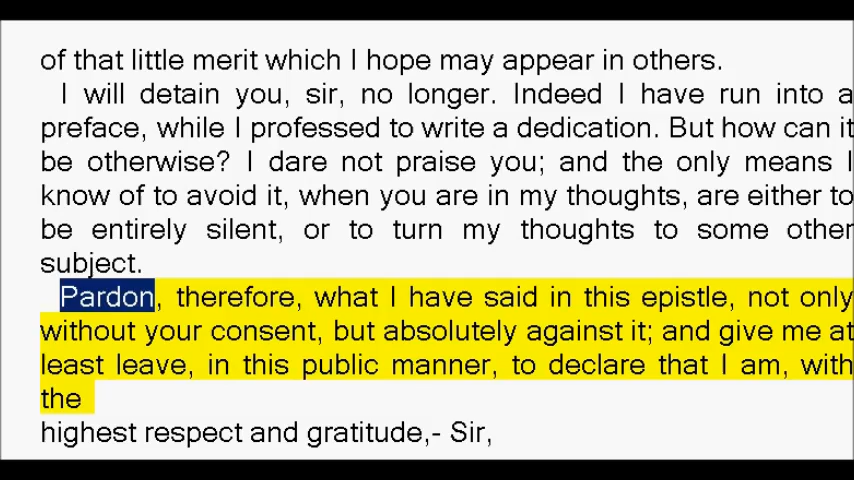 of that little merit which I hope may appear in others.
I will detain you, sir, no longer. Indeed I have run into a
preface, while I professed to write a dedication. But how can it
be otherwise? I dare not praise you; and the only means I
know of to avoid it, when you are in my thoughts, are either to
be entirely silent, or to turn my thoughts to some other
subject.
Pardon, therefore, what I have said in this epistle, not only
without your consent, but absolutely against it; and give me at
least leave, in this public manner, to declare that I am, with
the
highest respect and gratitude,- Sir,